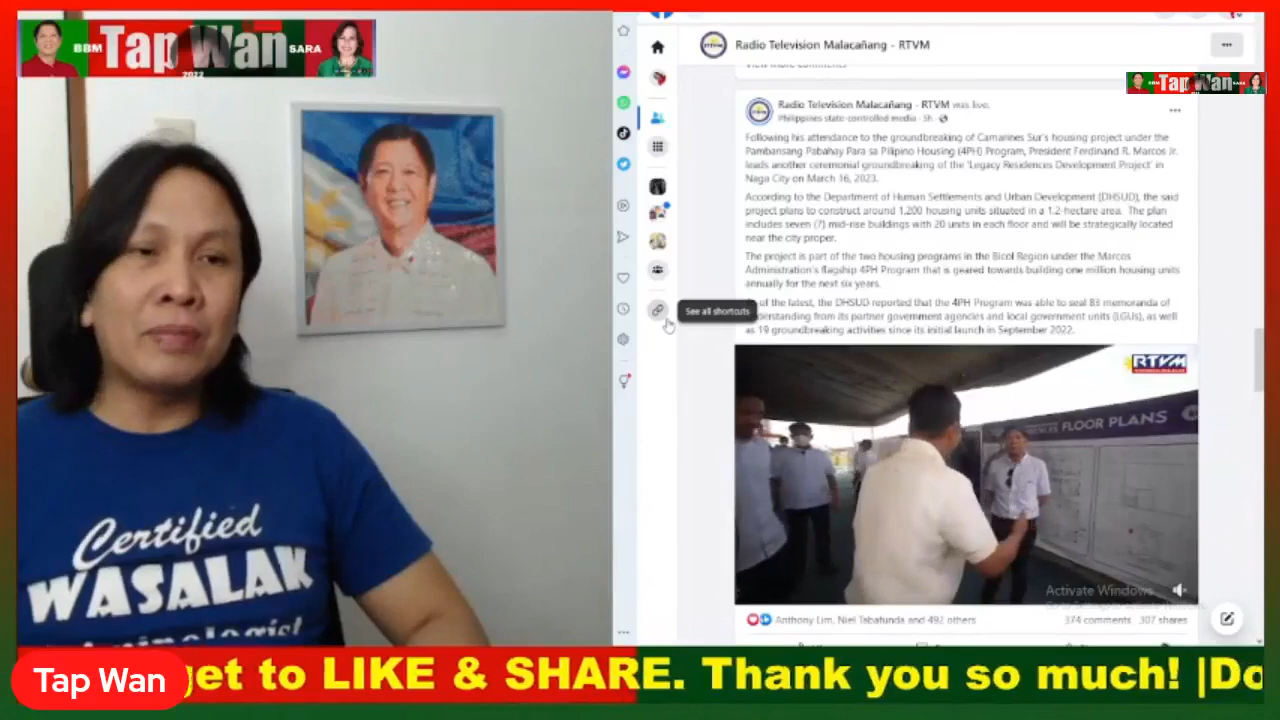 BBM Tap Wan SARA
2022
Radio Television Malacañang - RTVM
View more comments
Tap Wan
Radio Television Malacañang - RTVM was live.
Philippines state-controlled media · 5h ·
Following his attendance to the groundbreaking of Camarines Sur's housing project under the
Pambansang Pabahay Para sa Pilipino Housing (4PH) Program, President Ferdinand R. Marcos Jr.
leads another ceremonial groundbreaking of the 'Legacy Residences Development Project' in
Naga City on March 16, 2023.
According to the Department of Human Settlements and Urban Development (DHSUD), the said
project plans to construct around 1,200 housing units situated in a 1.2-hectare area. The plan
includes seven (7) mid-rise buildings with 20 units in each floor and will be strategically located
near the city proper.
The project is part of the two housing programs in the Bicol Region under the Marcos
Administration's flagship 4PH Program that is geared towards building one million housing units
annually for the next six years.
of the latest, the DHSUD reported that the 4PH Program was able to seal 83 memoranda of
See all shortcuts
derstanding from its partner government agencies and local government units (LGUs), as well
as 19 groundbreaking activities since its initial launch in September 2022.
RTVM
FLOOR PLANS
Activate Windows
Anthony Lim, Niel Tabafunda and 492 others
374 comments 307 shares
Certified
WASALAK
Tap Wan
get to LIKE & SHARE. Thank you so much! |Do